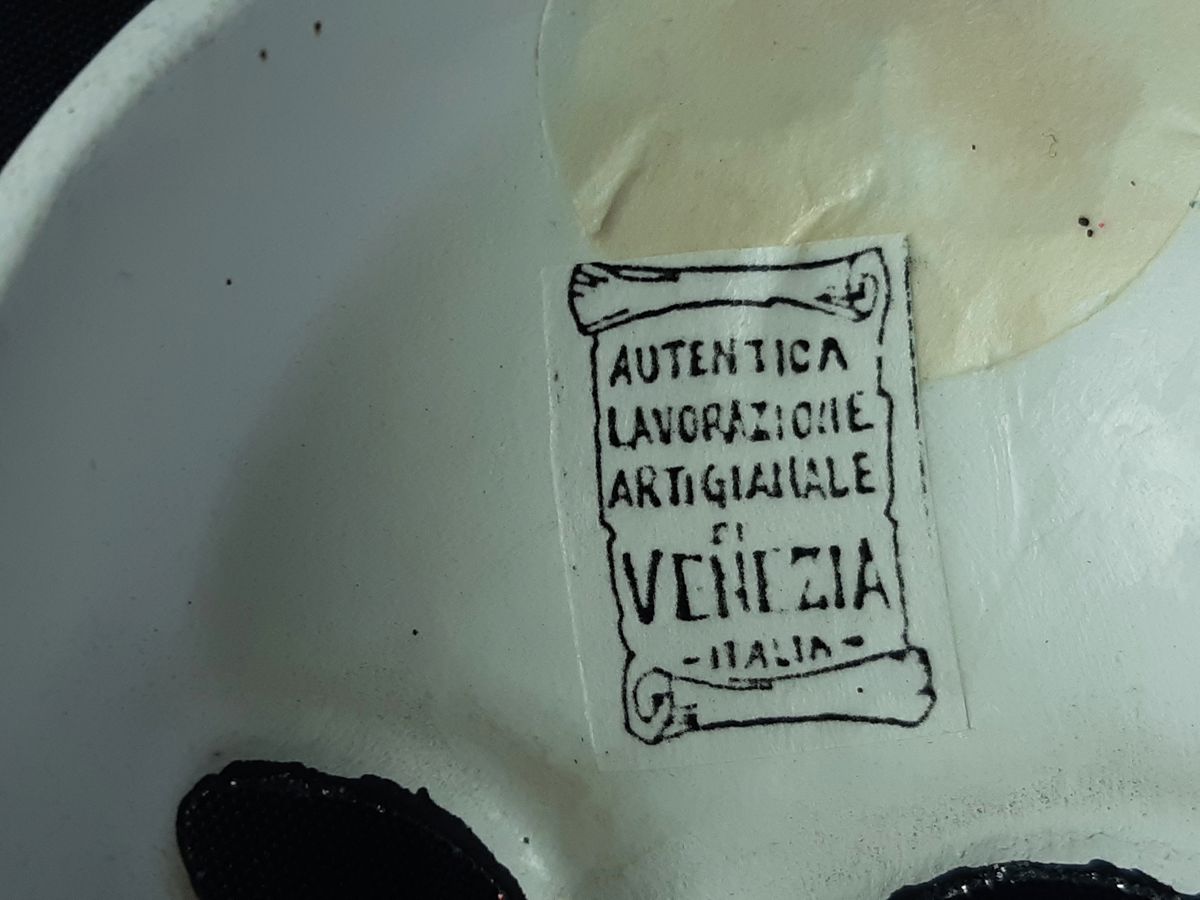 AUTENTICA
LAVORAZIONE
ARTIGIANALE
DI
VENEZIA
-ITALIA-